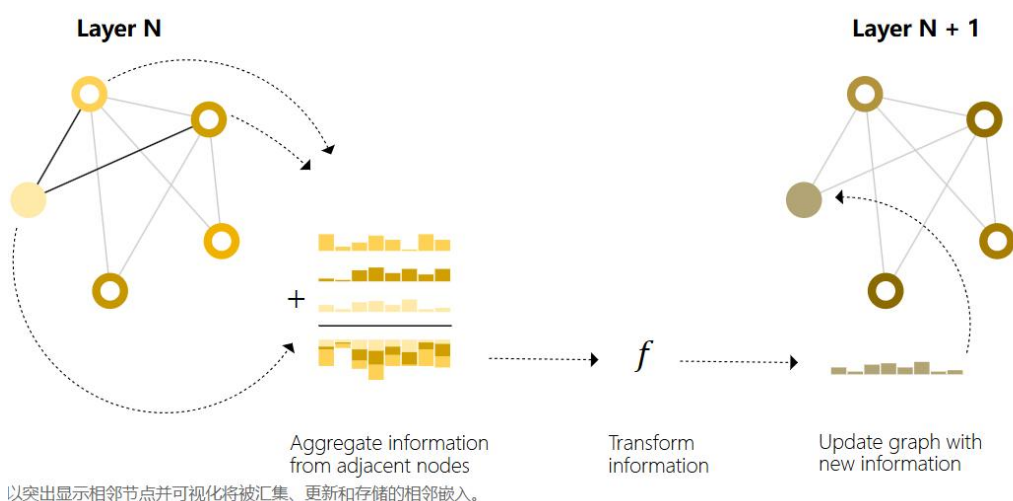 Layer N
Layer N + 1
+
f
Aggregate information
from adjacent nodes
Transform
information
Update graph with
new information
以突出显示相邻节点并可视化将被汇集、更新和存储的相邻嵌入。